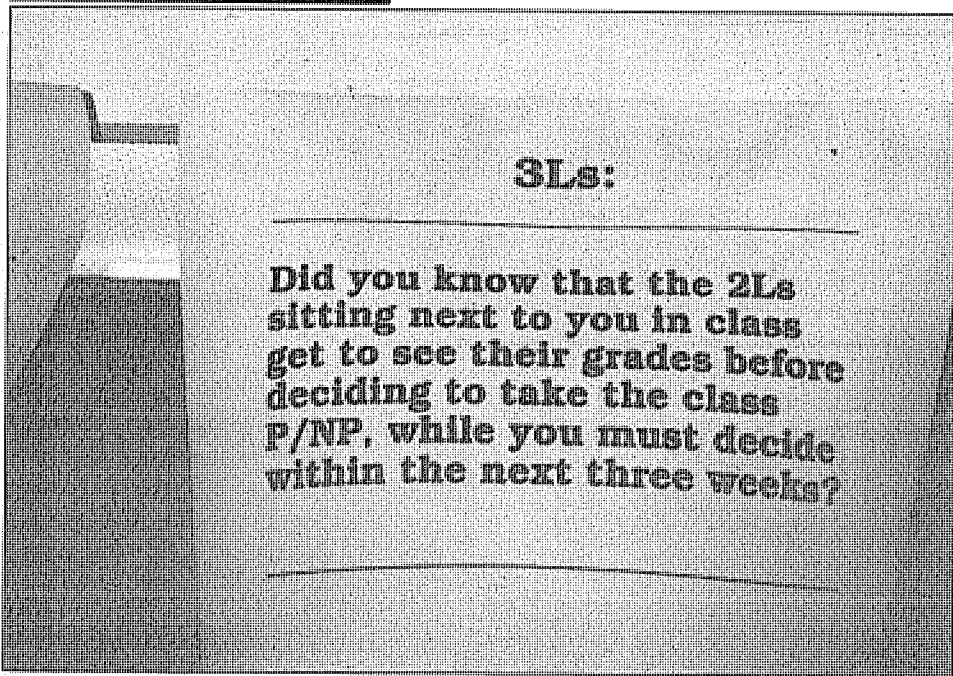 3Ls:
Did you know that the 2Ls
sitting next to you in class
get to see their grades before
deciding to take the class
P/NP, while you must decide
within the next three weeks?